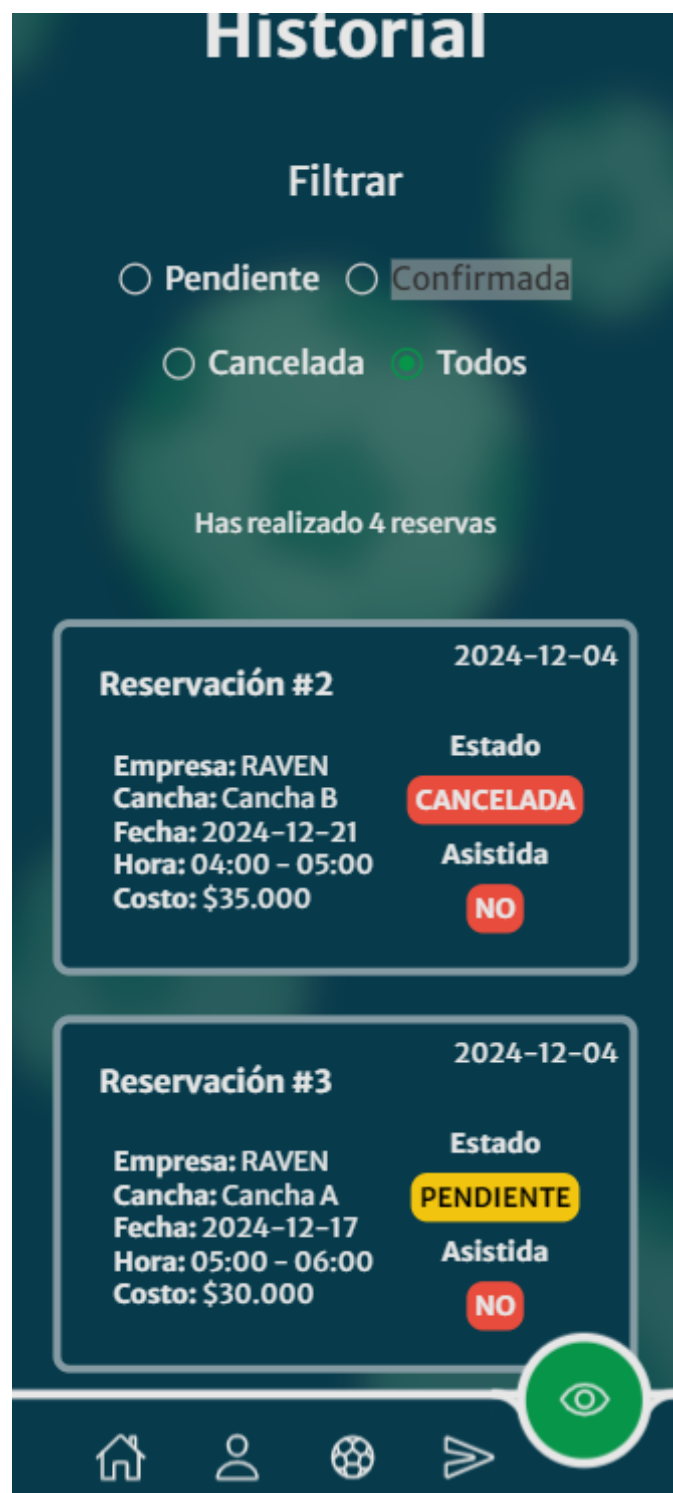 Historial
Filtrar
Pendiente Confirmada
Cancelada Todos
Has realizado 4 reservas
2024-12-04
Reservación #2
Estado
Empresa: RAVEN
CANCELADA
Cancha: Cancha B
Fecha: 2024-12-21
Asistida
Hora: 04:00 - 05:00
Costo: $35.000
NO
2024-12-04
Reservación #3
Estado
Empresa: RAVEN
PENDIENTE
Cancha: Cancha A
Fecha: 2024-12-17
Asistida
Hora: 05:00 - 06:00
Costo: $30.000
NO